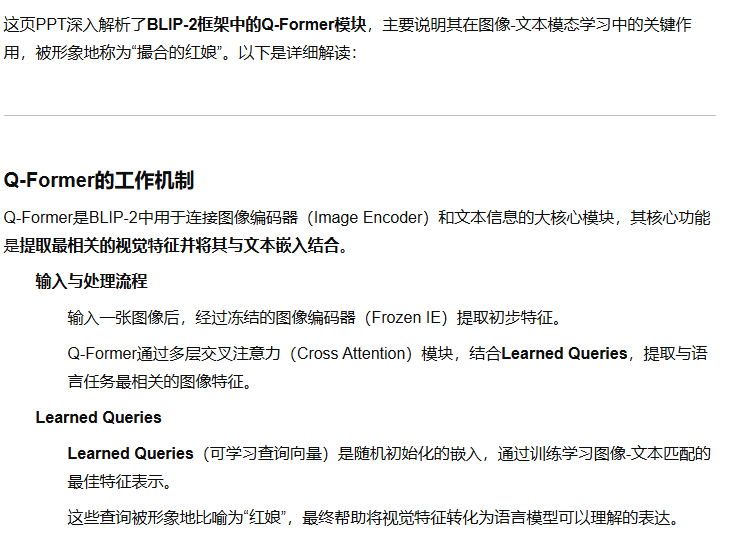 这页PPT深入解析了BLIP-2框架中的Q-Former模块，主要说明其在图像-文本模态学习中的关键作
用，被形象地称为“撮合的红娘”。以下是详细解读：
Q-Former的工作机制
Q-Former是BLIP-2中用于连接图像编码器（Image Encoder）和文本信息的大核心模块，其核心功能
是提取最相关的视觉特征并将其与文本嵌入结合。
输入与处理流程
输入一张图像后，经过冻结的图像编码器（Frozen IE）提取初步特征。
Q-Former通过多层交叉注意力（Cross Attention）模块，结合Learned Queries，提取与语
言任务最相关的图像特征。
Learned Queries
Learned Queries（可学习查询向量）是随机初始化的嵌入，通过训练学习图像-文本匹配的
最佳特征表示。
这些查询被形象地比喻为“红娘”，最终帮助将视觉特征转化为语言模型可以理解的表达。